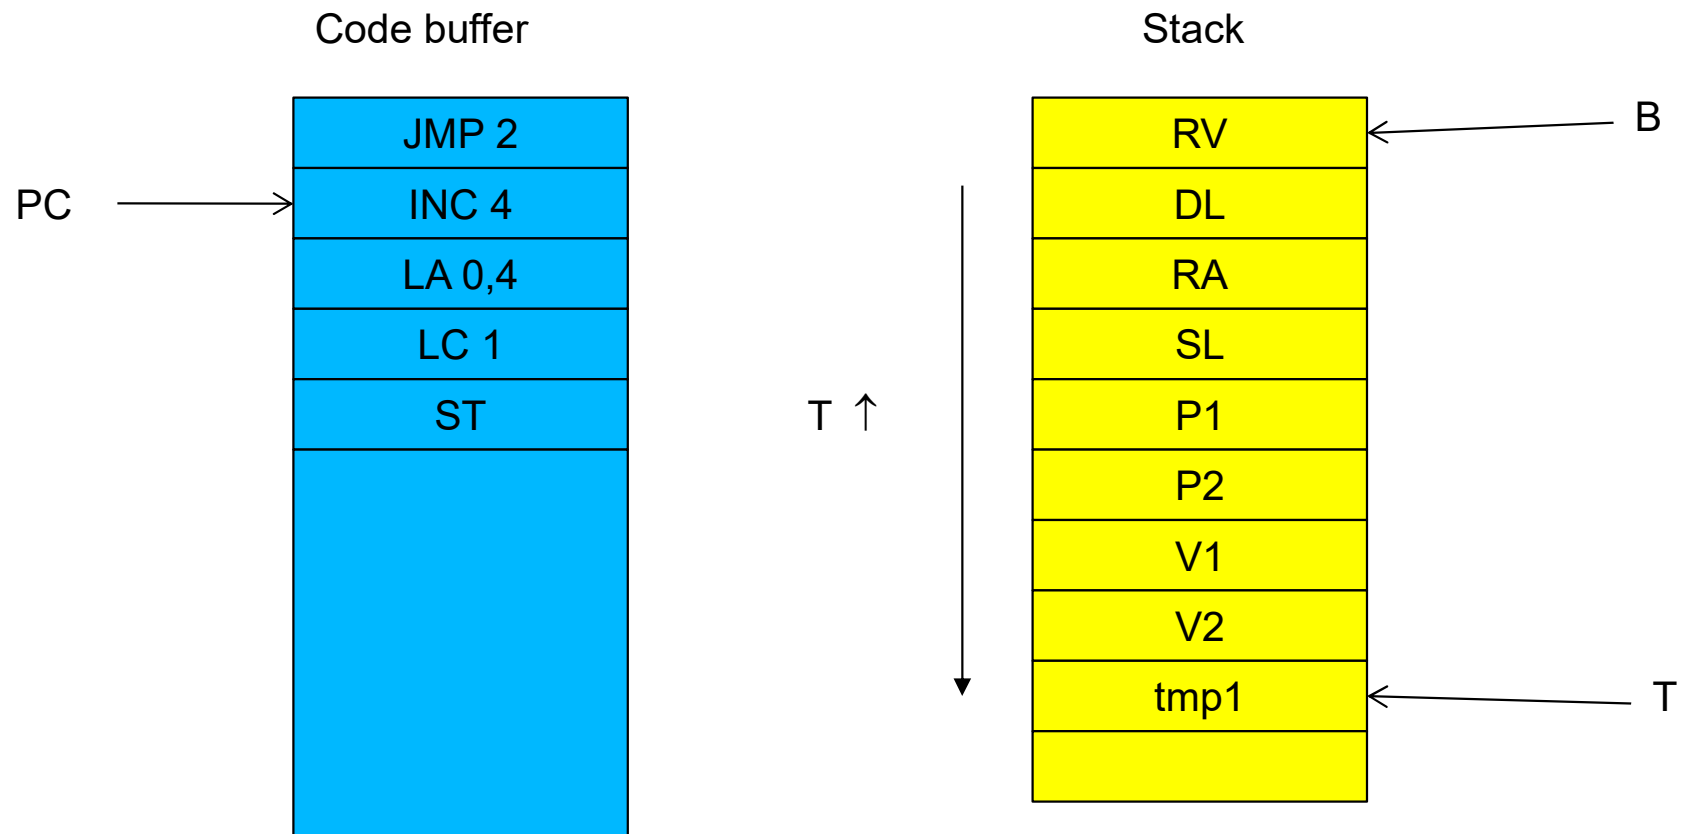 Code buffer
JMP 2
PC
INC 4
LA 0,4
LC 1
ST
T ↑
Stack
RV
B
DL
RA
SL
P1
P2
V1
V2
tmp1
T